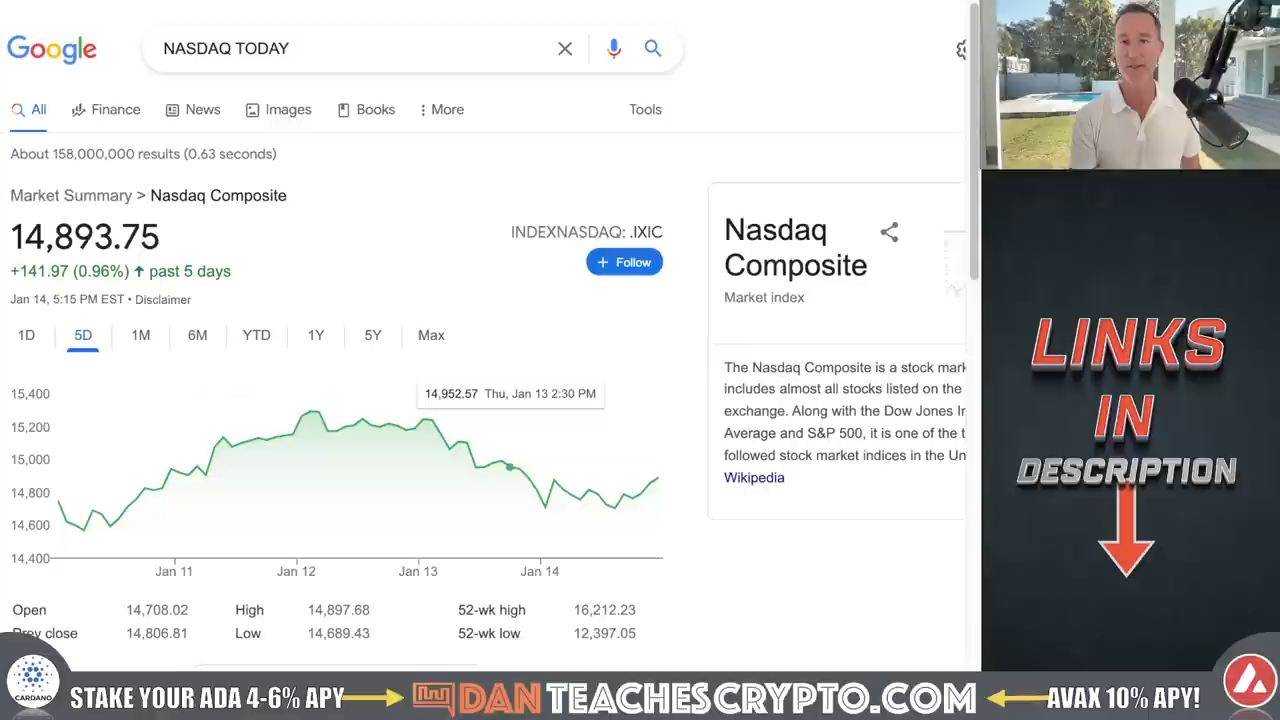 Google
NASDAQ TODAY
All
Finance
News
Images
Books
More
Tools
About 158,000,000 results (0.63 seconds)
Market Summary > Nasdaq Composite
14,893.75
+141.97 (0.96%) ↑ past 5 days
Jan 14, 5:15 PM EST • Disclaimer
INDEXNASDAQ: .IXIC
+ Follow
1D
5D
1M
6M
YTD
1Y
5Y
Max
14,952.57 Thu, Jan 13 2:30 PM
15,400
15,200
15,000
14,800
14,600
14,400
Jan 11
Jan 12
Jan 13
Jan 14
Open 14,708.02 High 14,897.68 52-wk high 16,212.23
Prev close 14,806.81 Low 14,689.43 52-wk low 12,397.05
Nasdaq
Composite
Market index
The Nasdaq Composite is a stock mark
includes almost all stocks listed on the
exchange. Along with the Dow Jones In
Average and S&P 500, it is one of the t
followed stock market indices in the Un
Wikipedia
LINKS
IN
DESCRIPTION
CARDANO
STAKE YOUR ADA 4-6% APY
DANTEACHESCRYPTO.COM
AVAX 10% APY!